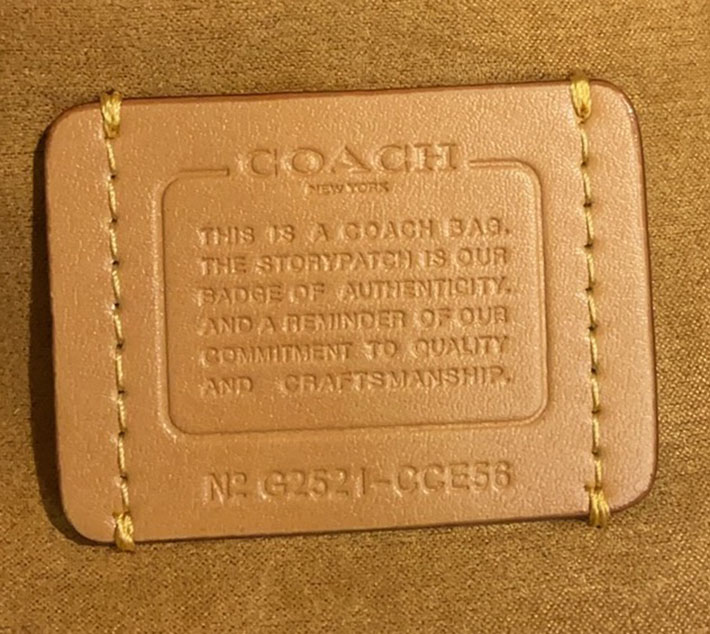 COACH
NEW YORK
THIS IS A COACH BAG.
THE STORYPATCH IS OUR
BADGE OF AUTHENTICITY.
AND A REMINDER OF OUR
COMMITMENT TO QUALITY
AND CRAFTSMANSHIP.
Nº G2521-CCE56